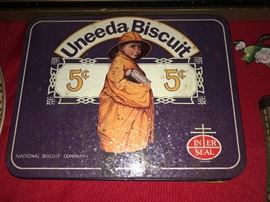 Uneeda Biscuit
5¢ 5¢
IN ER
SEAL
NATIONAL BISCUIT COMPANY